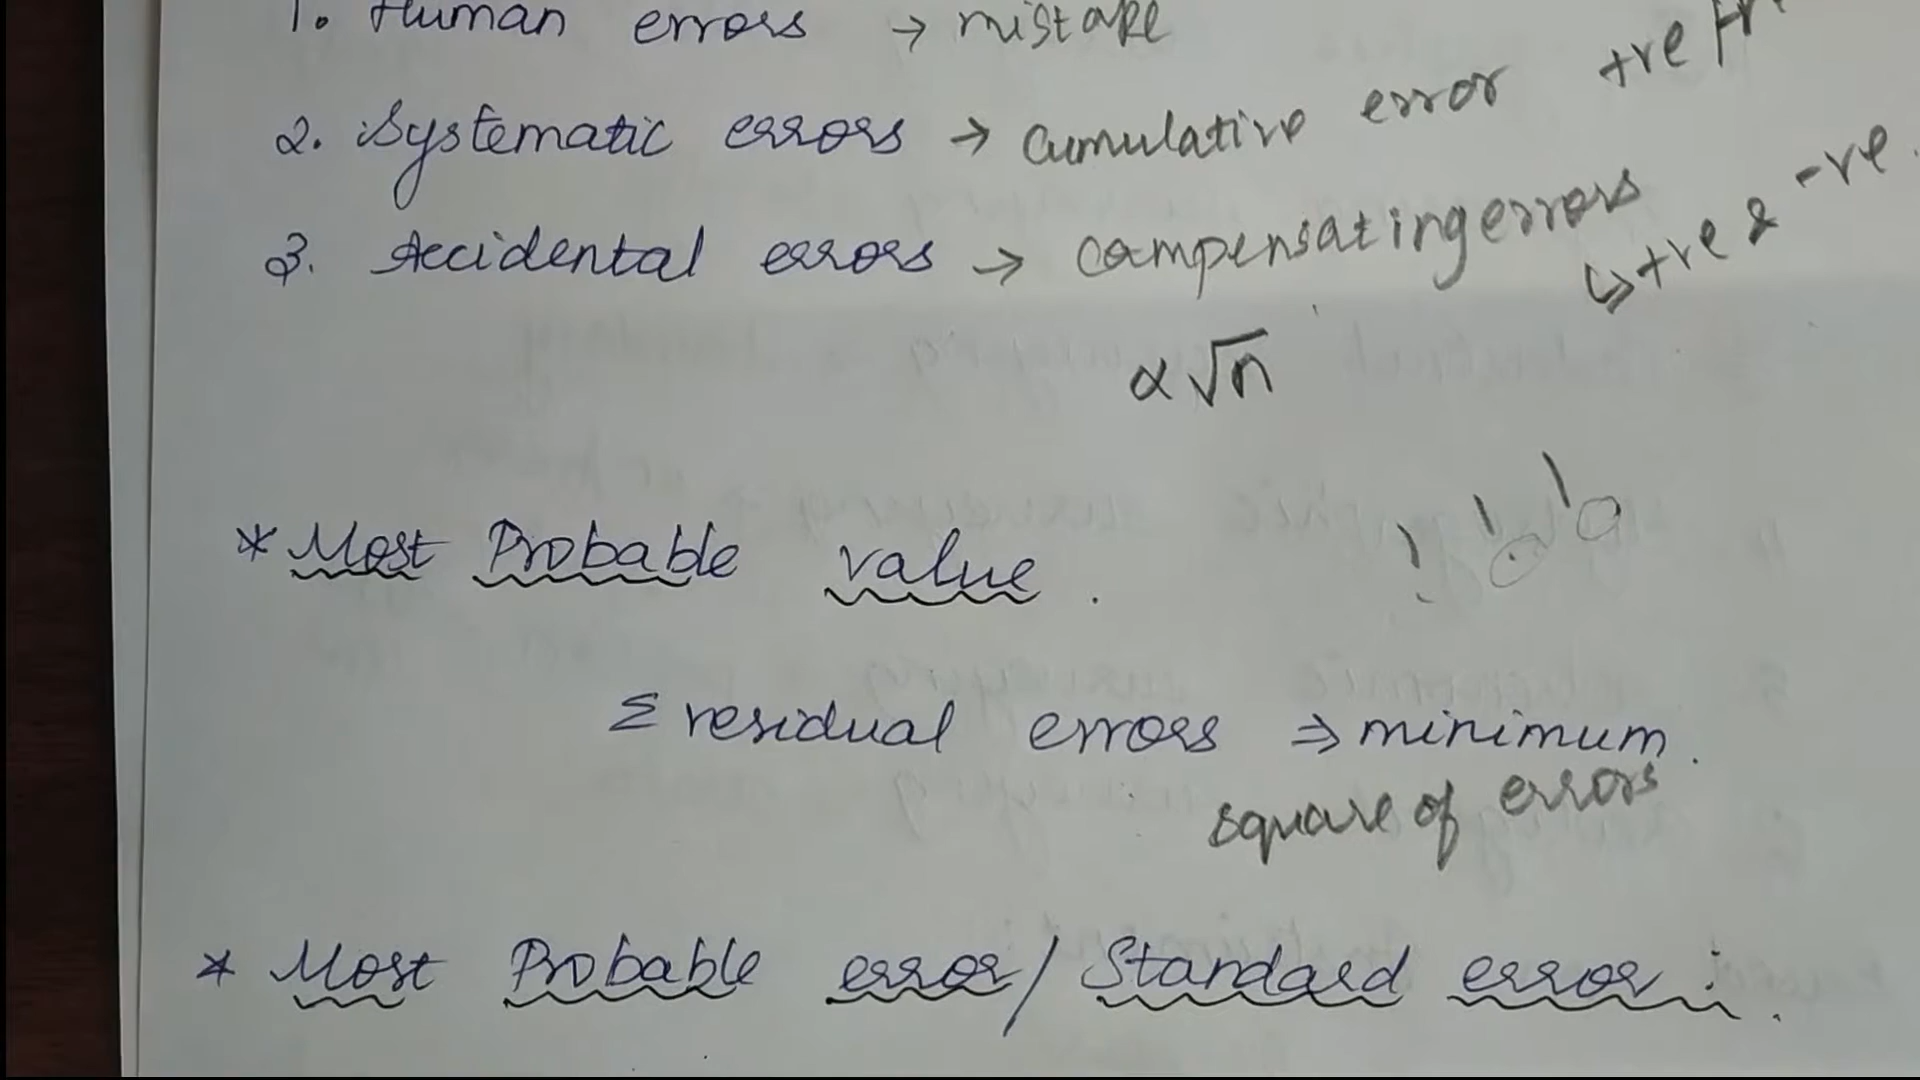 1. Human errors → mistake
2. Systematic errors → Cumulative error +ve
3. Accidental errors → compensating errors
↳ +ve & -ve
α √n
* Most Probable value.
Σ residual errors ⇒ minimum.
square of errors
* Most Probable error / Standard error :